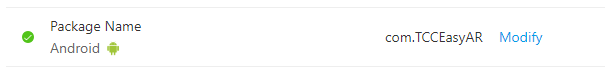 Package Name
Android
com.TCCEasyAR Modify